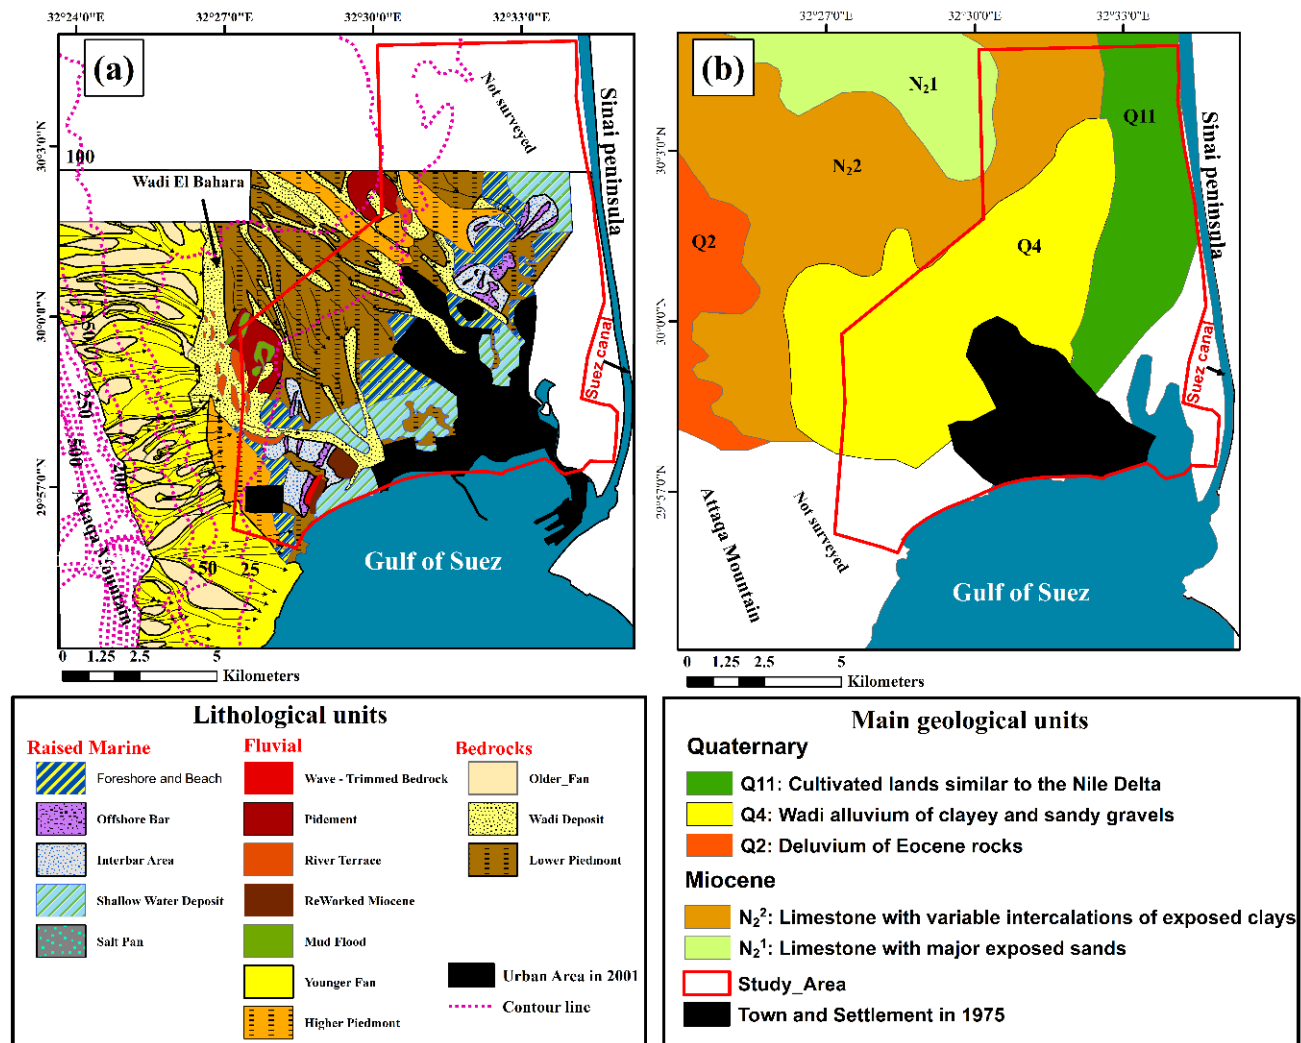 32°24'0"E 32°27'0"E 32°30'0"E 32°33'0"E
(a)
Not surveyed
Sinai peninsula
30°3'0"N
100
Wadi El Bahara
30°0'0"N
350
250
500
200
Suez canal
29°57'0"N
Attaqa Mountain
50 25
Gulf of Suez
0 1.25 2.5 5
Kilometers
32°27'0"E 32°30'0"E 32°33'0"E
(b)
N₂1
Q11
30°3'0"N
N₂2
Sinai peninsula
Q2
Q4
30°0'0"N
Suez canal
29°57'0"N
Attaqa Mountain
Not surveyed
Gulf of Suez
0 1.25 2.5 5
Kilometers
Lithological units
Raised Marine
Foreshore and Beach
Offshore Bar
Interbar Area
Shallow Water Deposit
Salt Pan
Fluvial
Wave - Trimmed Bedrock
Pidement
River Terrace
ReWorked Miocene
Mud Flood
Younger Fan
Higher Piedmont
Bedrocks
Older_Fan
Wadi Deposit
Lower Piedmont
Urban Area in 2001
Contour line
Main geological units
Quaternary
Q11: Cultivated lands similar to the Nile Delta
Q4: Wadi alluvium of clayey and sandy gravels
Q2: Deluvium of Eocene rocks
Miocene
N₂²: Limestone with variable intercalations of exposed clays
N₂¹: Limestone with major exposed sands
Study_Area
Town and Settlement in 1975